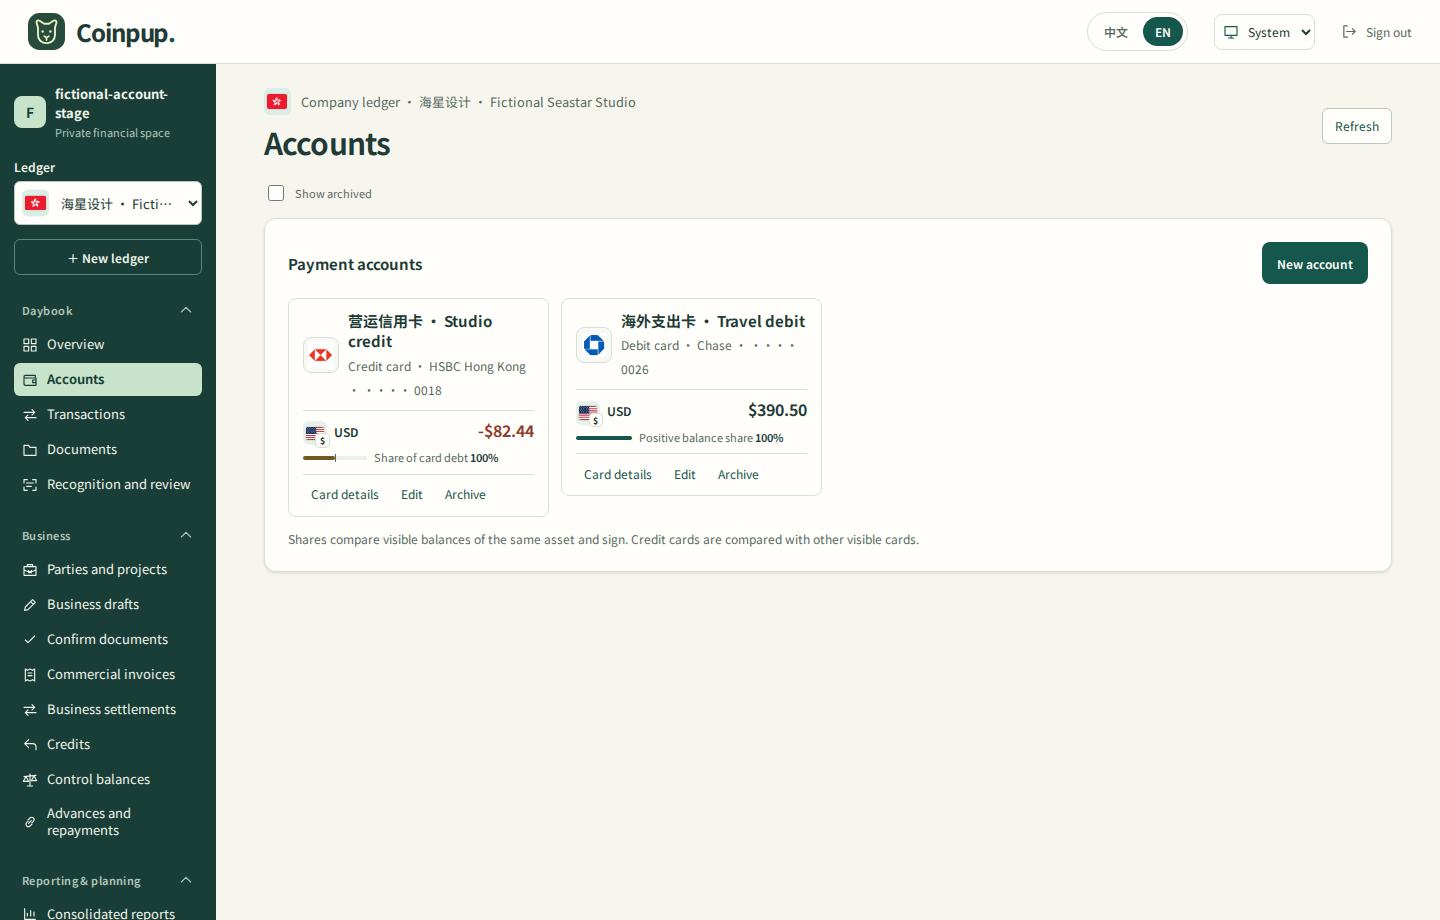 Coinpup.
中文
EN
System
Sign out
F
fictional-account-
stage
Private financial space
Ledger
海星设计 · Ficti···
+ New ledger
Daybook
Overview
Accounts
Transactions
Documents
Recognition and review
Business
Parties and projects
Business drafts
Confirm documents
Commercial invoices
Business settlements
Credits
Control balances
Advances and
repayments
Reporting & planning
Consolidated reports
Company ledger · 海星设计 · Fictional Seastar Studio
Accounts
Refresh
Show archived
Payment accounts
New account
营运信用卡 · Studio
credit
Credit card · HSBC Hong Kong
· · · · · 0018
$
USD
-$82.44
Share of card debt 100%
Card details
Edit
Archive
海外支出卡 · Travel debit
Debit card · Chase · · · · ·
0026
$
USD
$390.50
Positive balance share 100%
Card details
Edit
Archive
Shares compare visible balances of the same asset and sign. Credit cards are compared with other visible cards.